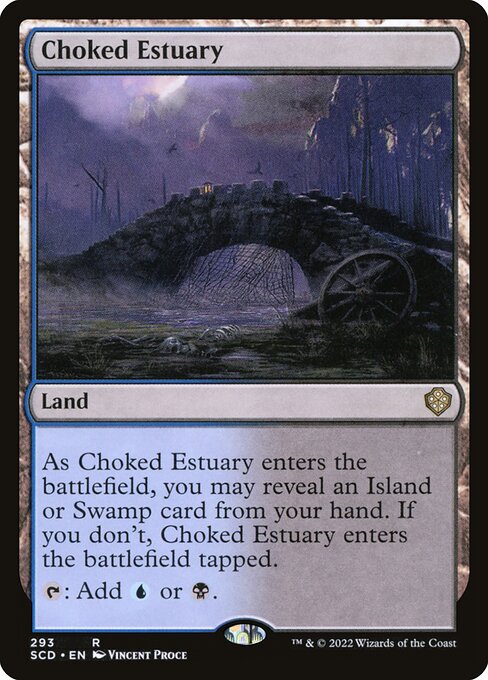 Choked Estuary
Land
As Choked Estuary enters the
battlefield, you may reveal an Island
or Swamp card from your hand. If
you don't, Choked Estuary enters
the battlefield tapped.
: Add or .
293 R
SCD • EN Vincent Proce
™ & © 2022 Wizards of the Coast